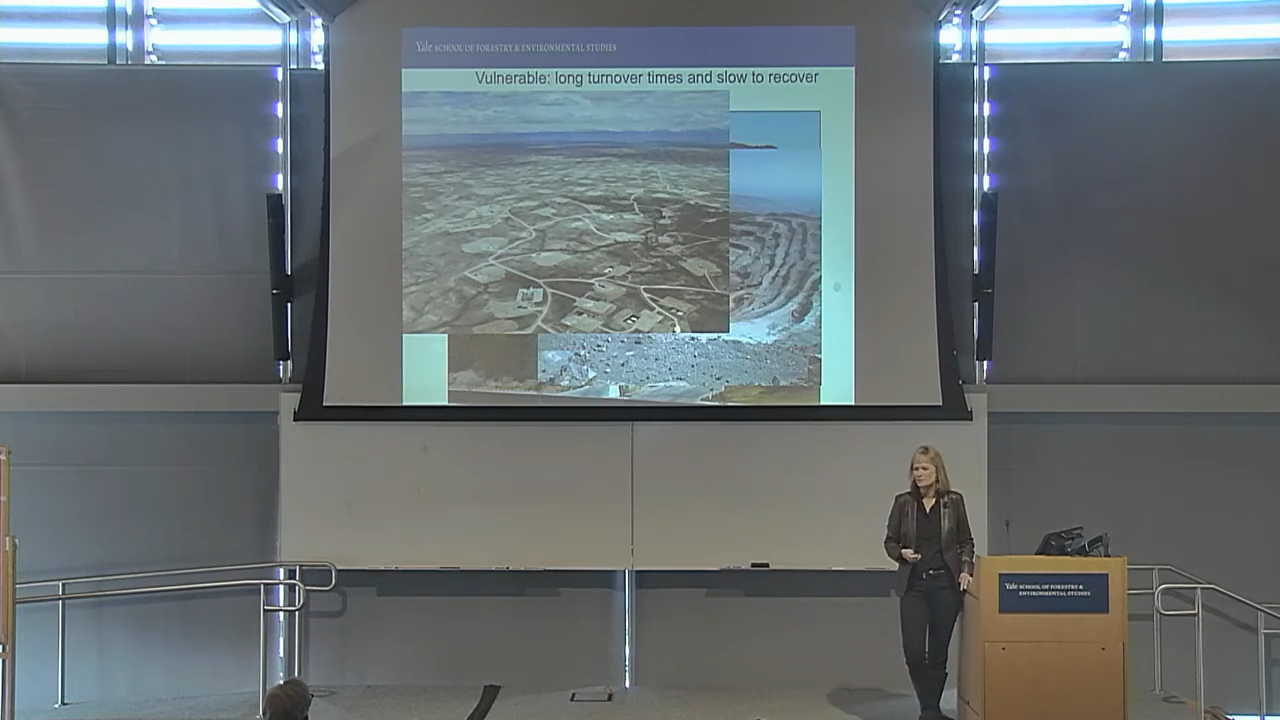 Yale SCHOOL OF FORESTRY & ENVIRONMENTAL STUDIES
Vulnerable: long turnover times and slow to recover
Yale SCHOOL OF FORESTRY &
ENVIRONMENTAL STUDIES